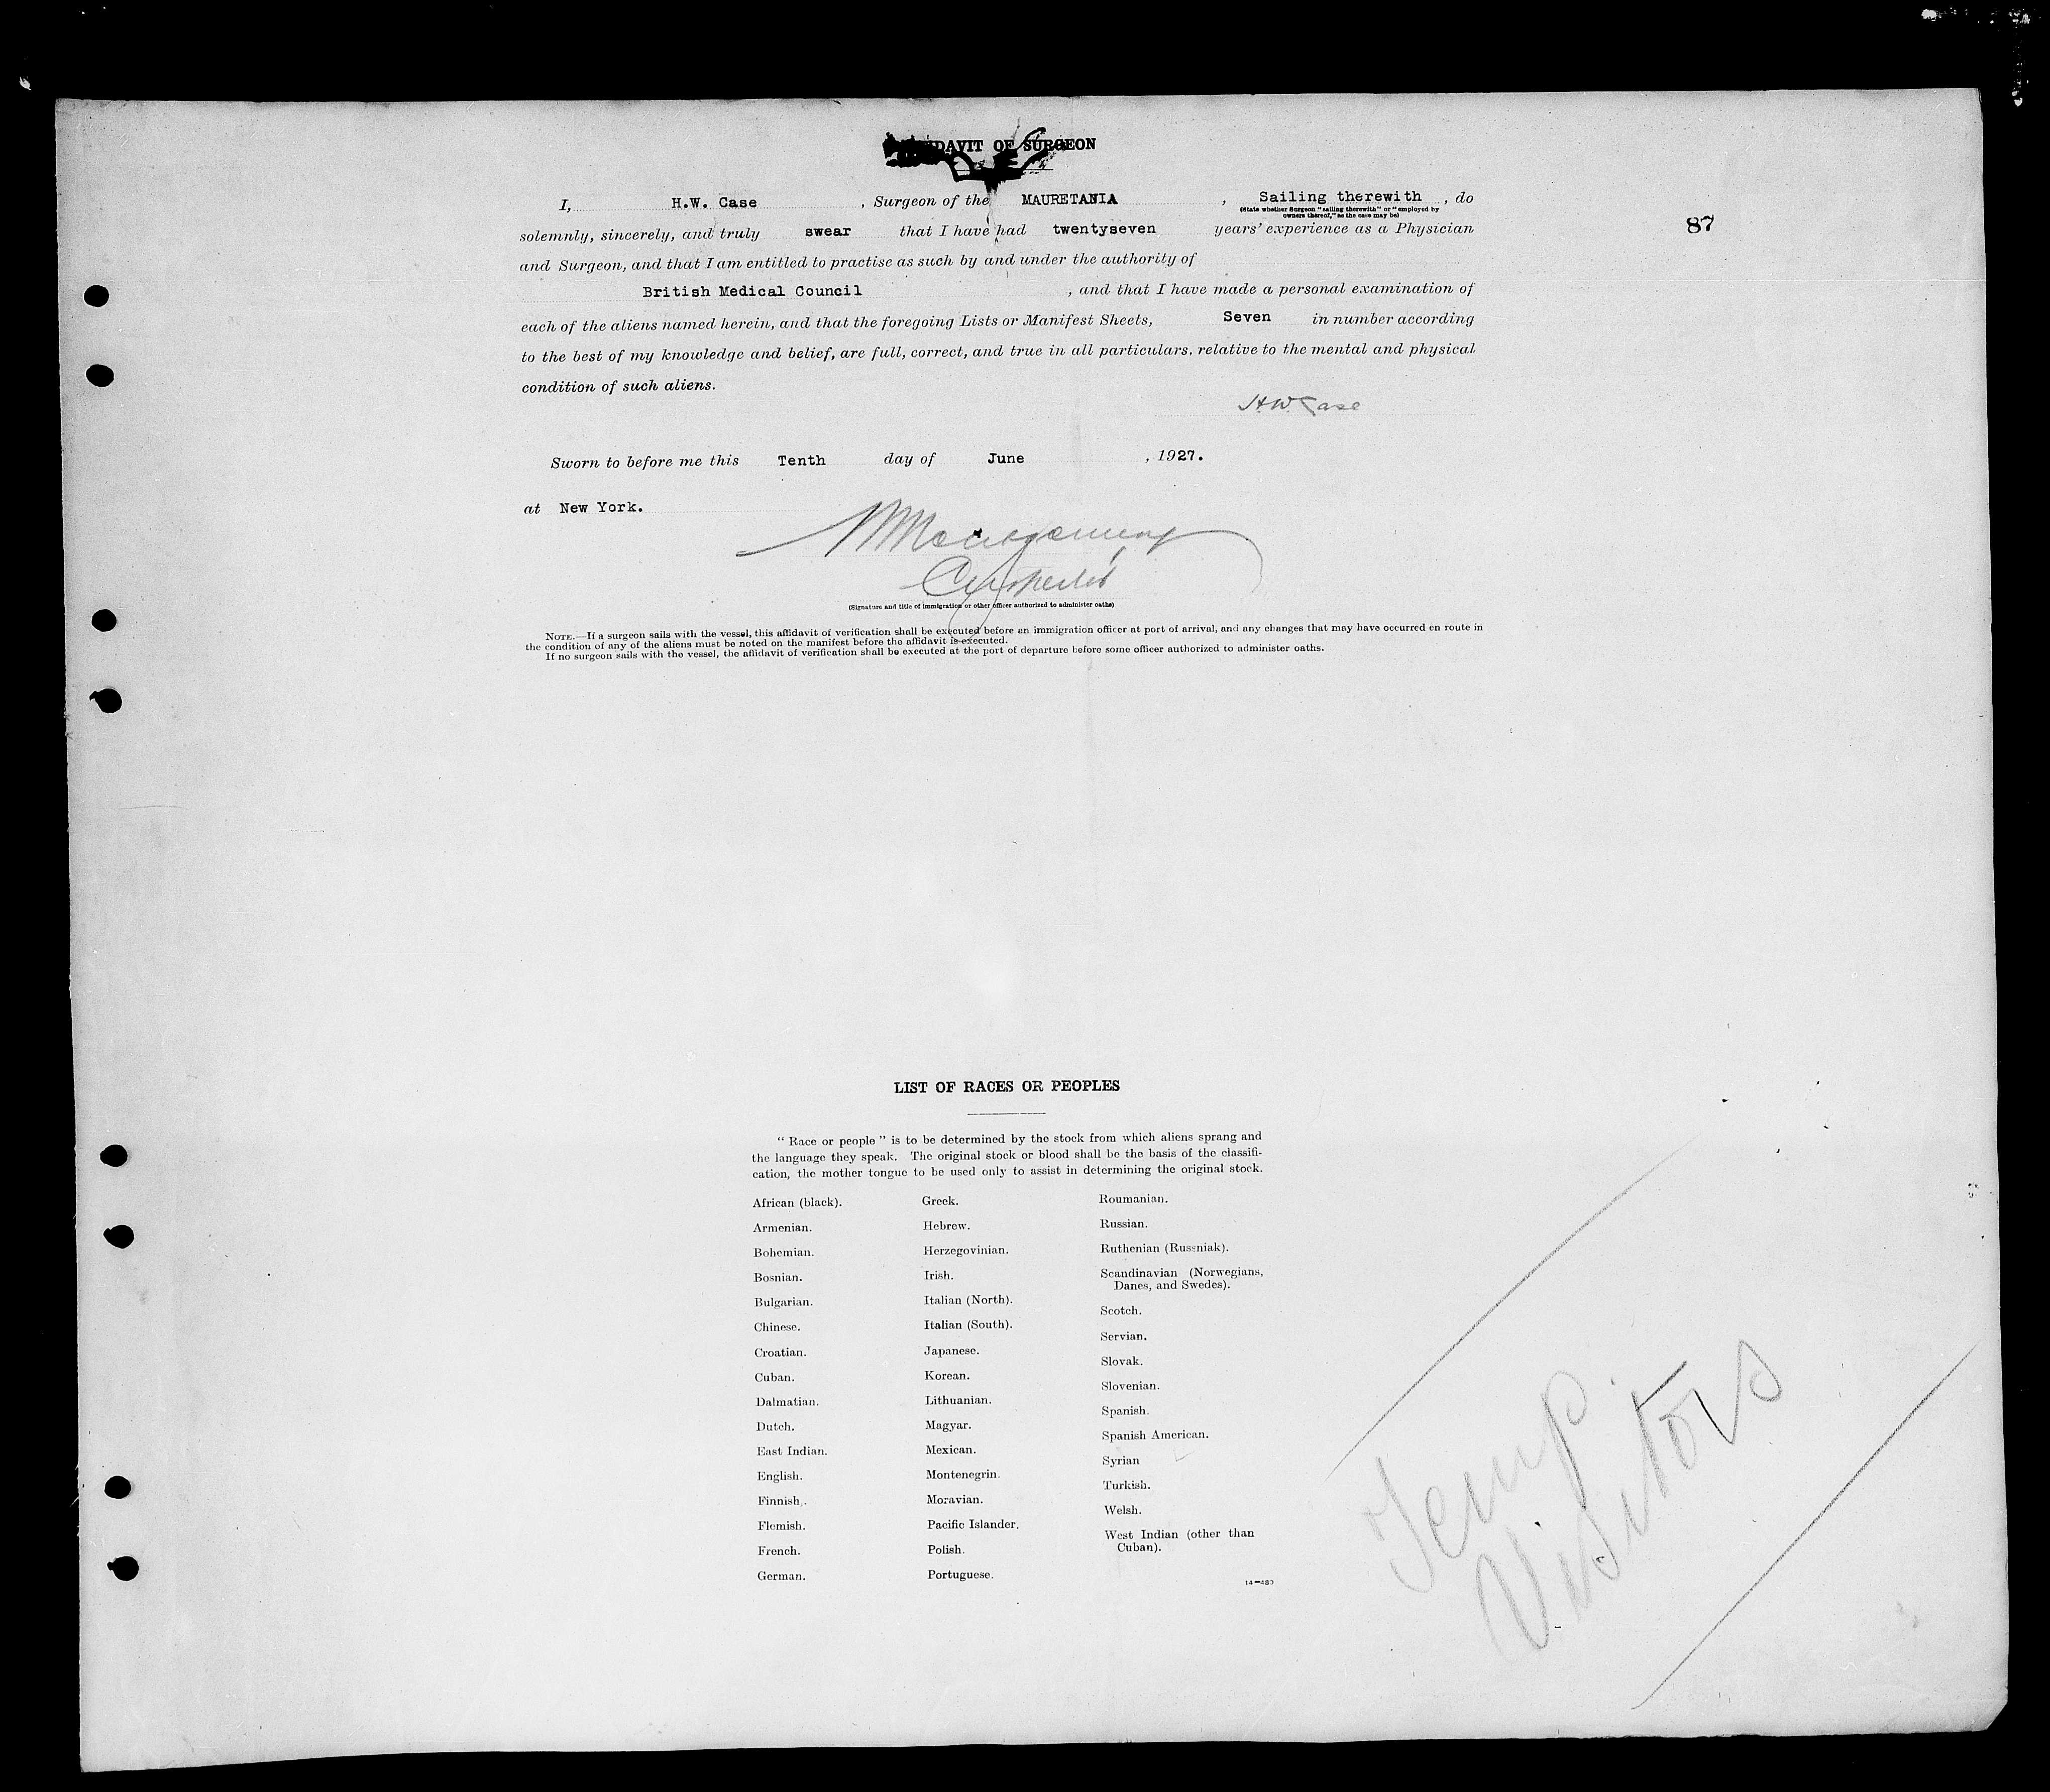 AFFIDAVIT OF SURGEON
I, H.W. Case , Surgeon of the MAURETANIA , Sailing therewith , do
(State whether Surgeon "sailing therewith" or "employed by
owners thereof," as the case may be)
87
solemnly, sincerely, and truly swear that I have had twentyseven years' experience as a Physician
and Surgeon, and that I am entitled to practise as such by and under the authority of
British Medical Council , and that I have made a personal examination of
each of the aliens named herein, and that the foregoing Lists or Manifest Sheets, Seven in number according
to the best of my knowledge and belief, are full, correct, and true in all particulars, relative to the mental and physical
condition of such aliens.
H.W. Case
Sworn to before me this Tenth day of June , 1927.
at New York.
Montgomery
(Signature and title of immigration or other officer authorized to administer oaths)
NOTE.—If a surgeon sails with the vessel, this affidavit of verification shall be executed before an immigration officer at port of arrival, and any changes that may have occurred en route in
the condition of any of the aliens must be noted on the manifest before the affidavit is executed.
If no surgeon sails with the vessel, the affidavit of verification shall be executed at the port of departure before some officer authorized to administer oaths.
LIST OF RACES OR PEOPLES
"Race or people" is to be determined by the stock from which aliens sprang and
the language they speak. The original stock or blood shall be the basis of the classifi-
cation, the mother tongue to be used only to assist in determining the original stock.
African (black).
Armenian.
Bohemian.
Bosnian.
Bulgarian.
Chinese.
Croatian.
Cuban.
Dalmatian.
Dutch.
East Indian.
English.
Finnish.
Flemish.
French.
German.
Greek.
Hebrew.
Herzegovinian.
Irish.
Italian (North).
Italian (South).
Japanese.
Korean.
Lithuanian.
Magyar.
Mexican.
Montenegrin.
Moravian.
Pacific Islander.
Polish.
Portuguese.
Roumanian.
Russian.
Ruthenian (Russniak).
Scandinavian (Norwegians,
Danes, and Swedes).
Scotch.
Servian.
Slovak.
Slovenian.
Spanish.
Spanish American.
Syrian
Turkish.
Welsh.
West Indian (other than
Cuban).
14—480
Temp
Visitors